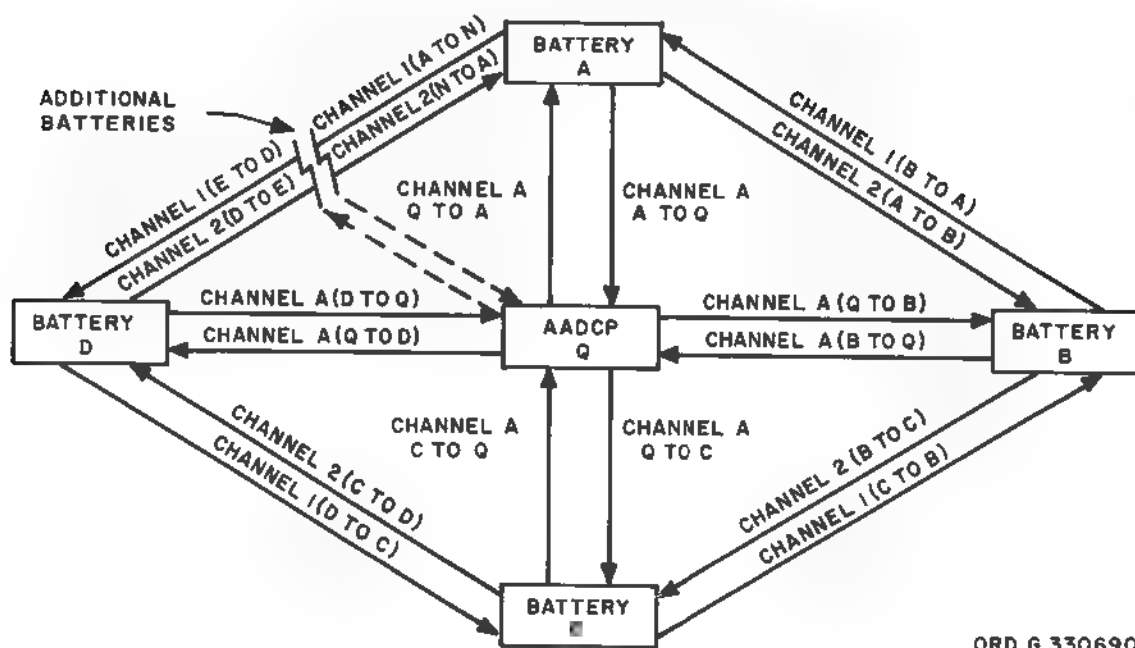 BATTERY
A
CHANNEL 1 (A TO N)
CHANNEL 2 (N TO A)
ADDITIONAL
BATTERIES
CHANNEL 1 (E TO D)
CHANNEL 2 (D TO E)
CHANNEL A
Q TO A
CHANNEL A
A TO Q
CHANNEL 1 (B TO A)
CHANNEL 2 (A TO B)
BATTERY
D
CHANNEL A (D TO Q)
CHANNEL A (Q TO D)
AADCP
Q
CHANNEL A (Q TO B)
CHANNEL A (B TO Q)
BATTERY
B
CHANNEL 2 (C TO D)
CHANNEL 1 (D TO C)
CHANNEL A
C TO Q
CHANNEL A
Q TO C
CHANNEL 2 (B TO C)
CHANNEL 1 (C TO B)
BATTERY
ORD G 330690